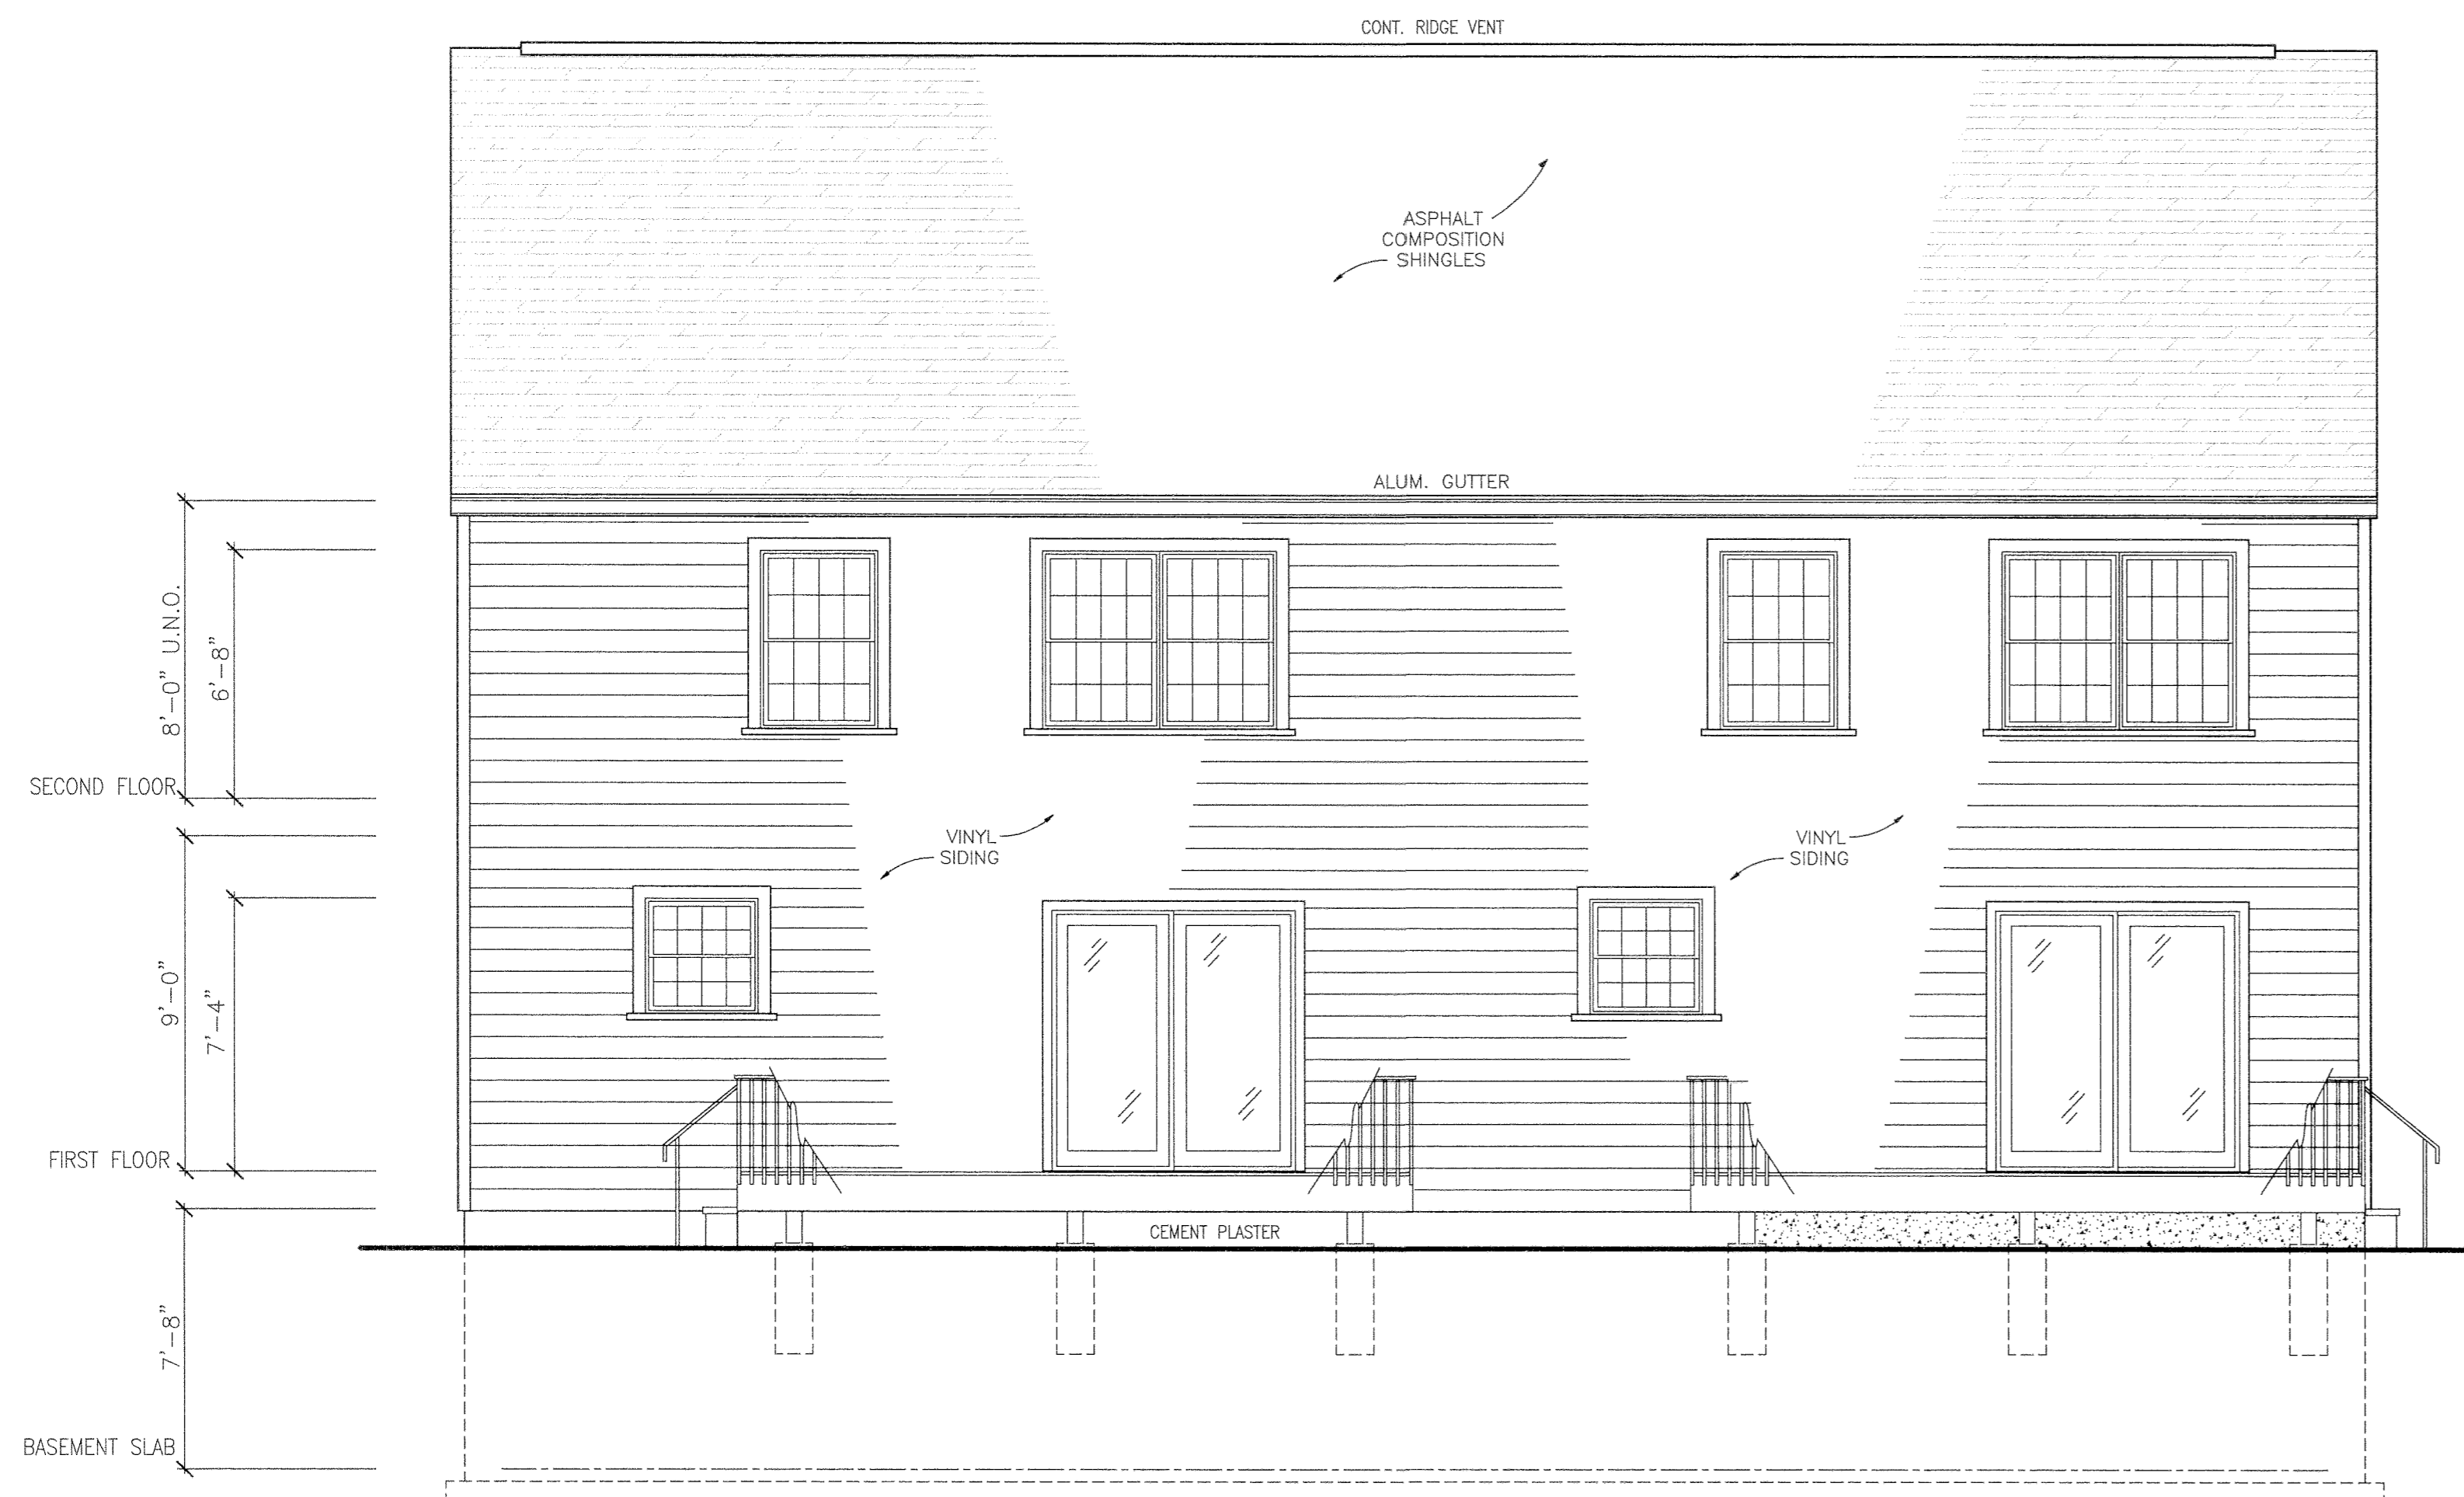 CONT. RIDGE VENT
ASPHALT
COMPOSITION
SHINGLES
ALUM. GUTTER
8'-0" U.N.O.
6'-8"
SECOND FLOOR
VINYL
SIDING
VINYL
SIDING
9'-0"
7'-4"
FIRST FLOOR
CEMENT PLASTER
7'-8"
BASEMENT SLAB